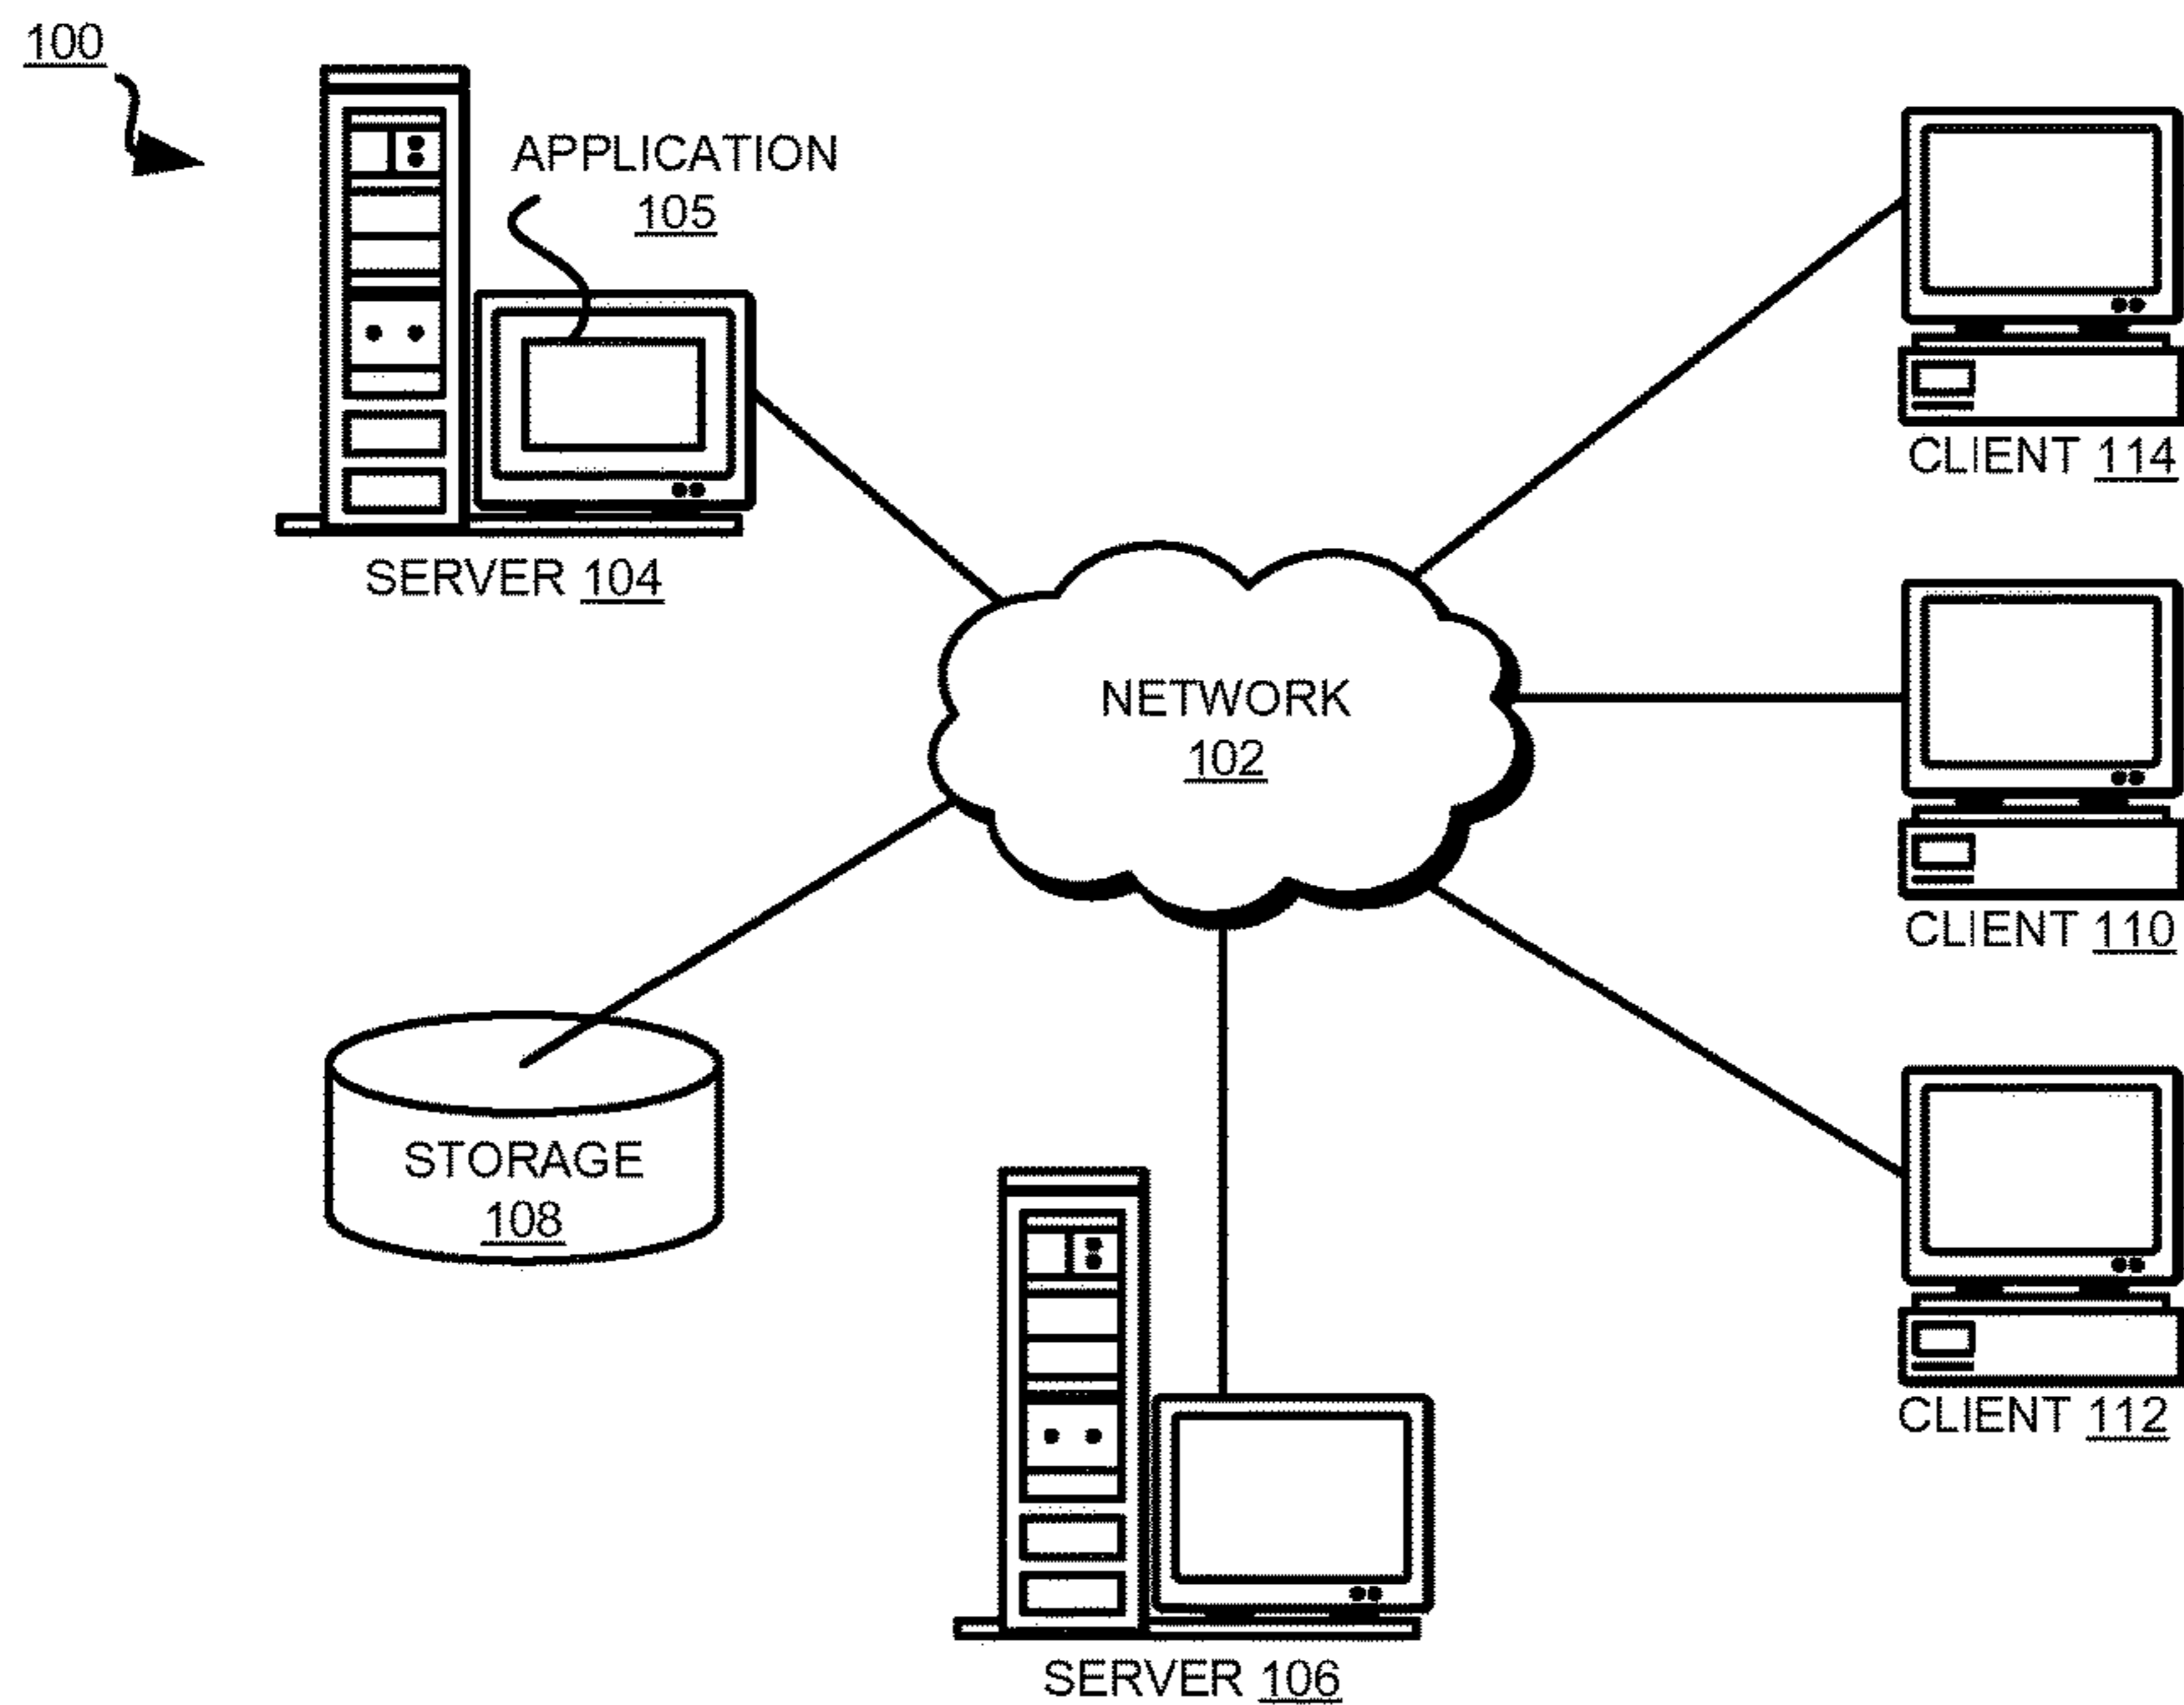 100
APPLICATION
105
SERVER 104
CLIENT 114
NETWORK
102
CLIENT 110
STORAGE
108
CLIENT 112
SERVER 106